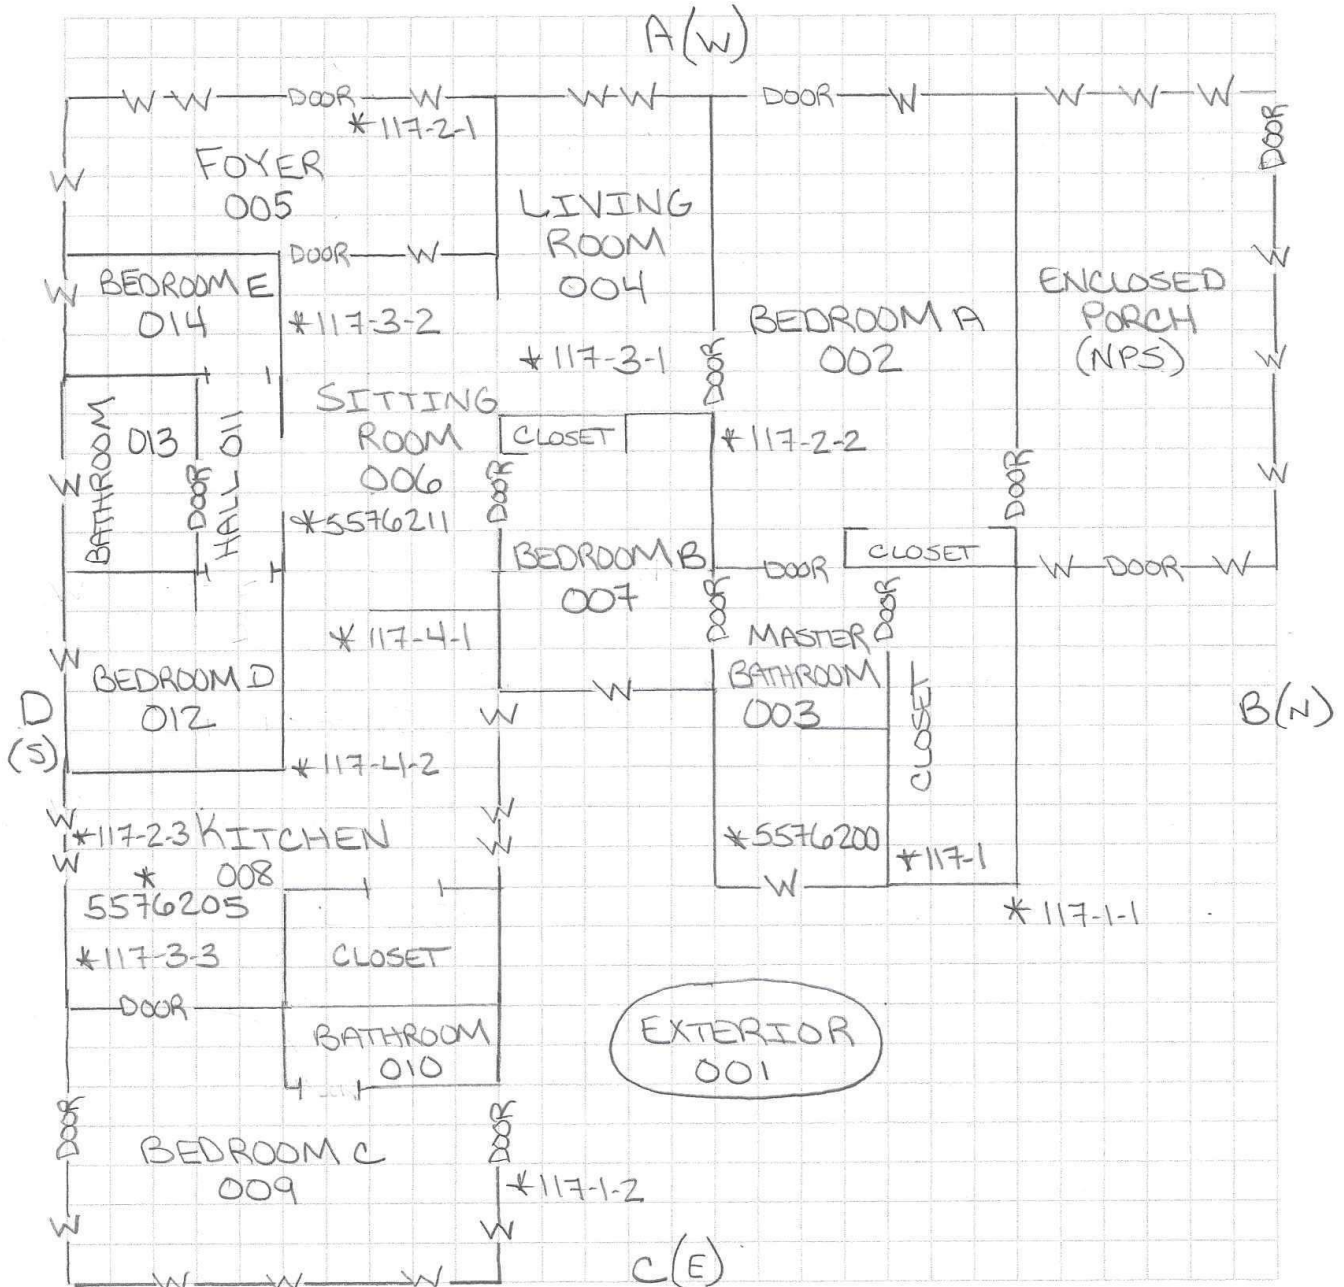 A(W)
W W DOOR W W W DOOR W W W W
*117-2-1
DOOR
FOYER
005
W
LIVING
ROOM
004
DOOR W
W
BEDROOM E
014
W
*117-3-2
ENCLOSED
PORCH
(NPS)
BEDROOM A
002
*117-3-1
DOOR
W
BATHROOM
013
DOOR
HALL 011
W
SITTING
ROOM
006
CLOSET
*117-2-2
DOOR
DOOR
W
*5576211
BEDROOM B
007
DOOR
CLOSET
W DOOR W
DOOR
DOOR
*117-4-1
MASTER
BATHROOM
003
W
BEDROOM D
012
W
W
CLOSET
D
(S)
B(N)
*117-4-2
W
W
*117-2-3
KITCHEN
008
W
W
*
5576205
*5576200
*117-1
W
*117-1-1
*117-3-3
CLOSET
DOOR
BATHROOM
010
EXTERIOR
001
DOOR
DOOR
BEDROOM C
009
*117-1-2
W
W
W W W
C(E)